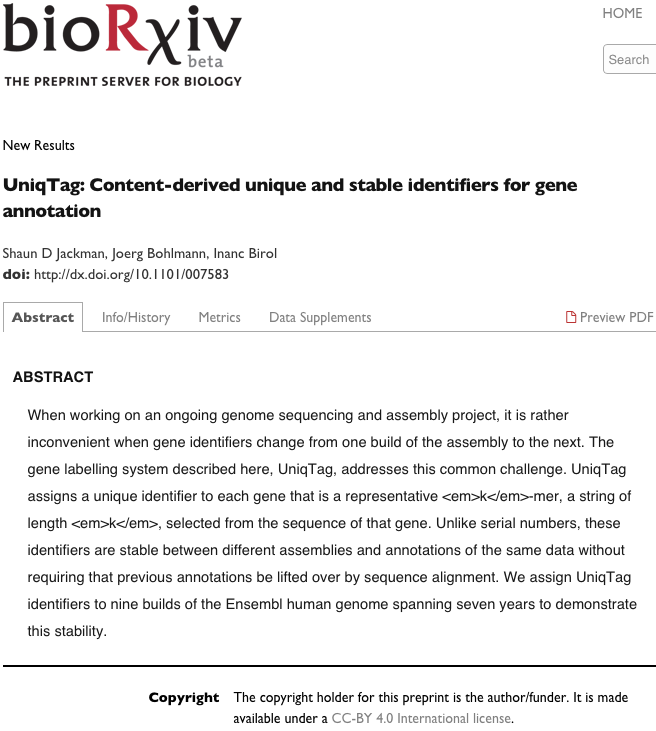 bioRxiv
beta
THE PREPRINT SERVER FOR BIOLOGY
HOME
Search
New Results
UniqTag: Content-derived unique and stable identifiers for gene
annotation
Shaun D Jackman, Joerg Bohlmann, Inanc Birol
doi: http://dx.doi.org/10.1101/007583
Abstract Info/History Metrics Data Supplements Preview PDF
ABSTRACT
When working on an ongoing genome sequencing and assembly project, it is rather
inconvenient when gene identifiers change from one build of the assembly to the next. The
gene labelling system described here, UniqTag, addresses this common challenge. UniqTag
assigns a unique identifier to each gene that is a representative <em>k</em>-mer, a string of
length <em>k</em>, selected from the sequence of that gene. Unlike serial numbers, these
identifiers are stable between different assemblies and annotations of the same data without
requiring that previous annotations be lifted over by sequence alignment. We assign UniqTag
identifiers to nine builds of the Ensembl human genome spanning seven years to demonstrate
this stability.
Copyright The copyright holder for this preprint is the author/funder. It is made
available under a CC-BY 4.0 International license.